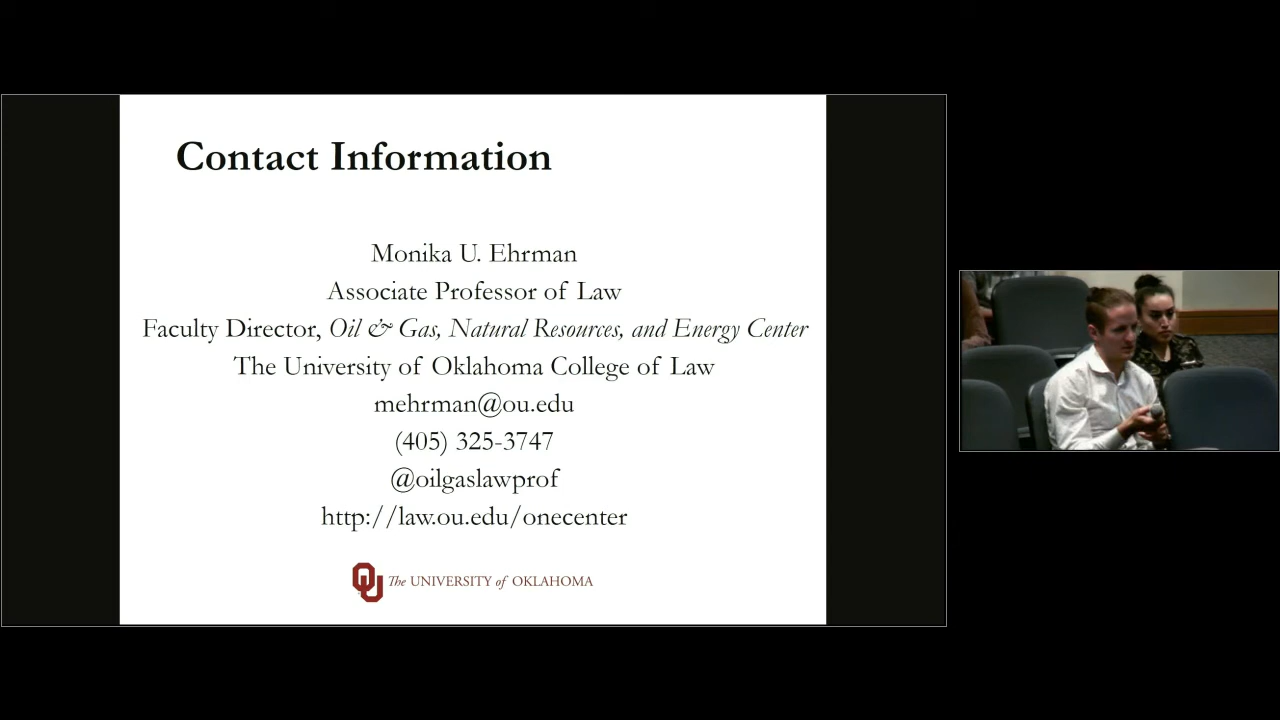 Contact Information
Monika U. Ehrman
Associate Professor of Law
Faculty Director, Oil & Gas, Natural Resources, and Energy Center
The University of Oklahoma College of Law
mehrman@ou.edu
(405) 325-3747
@oilgaslawprof
http://law.ou.edu/onecenter
OU The UNIVERSITY of OKLAHOMA